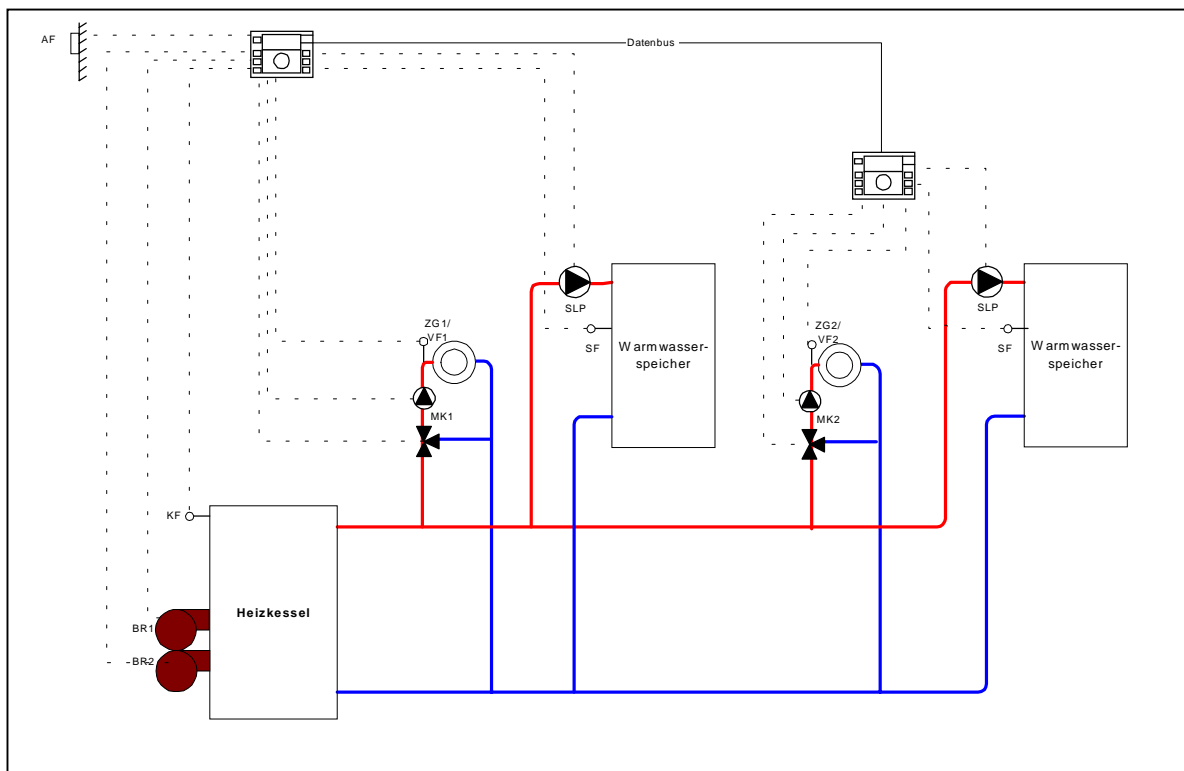 AF
Datenbus
SLP
SLP
ZG1/
VF1
SF
Warmwasser-
speicher
ZG2/
VF2
SF
Warmwasser-
speicher
MK1
MK2
KF
Heizkessel
BR1
BR2